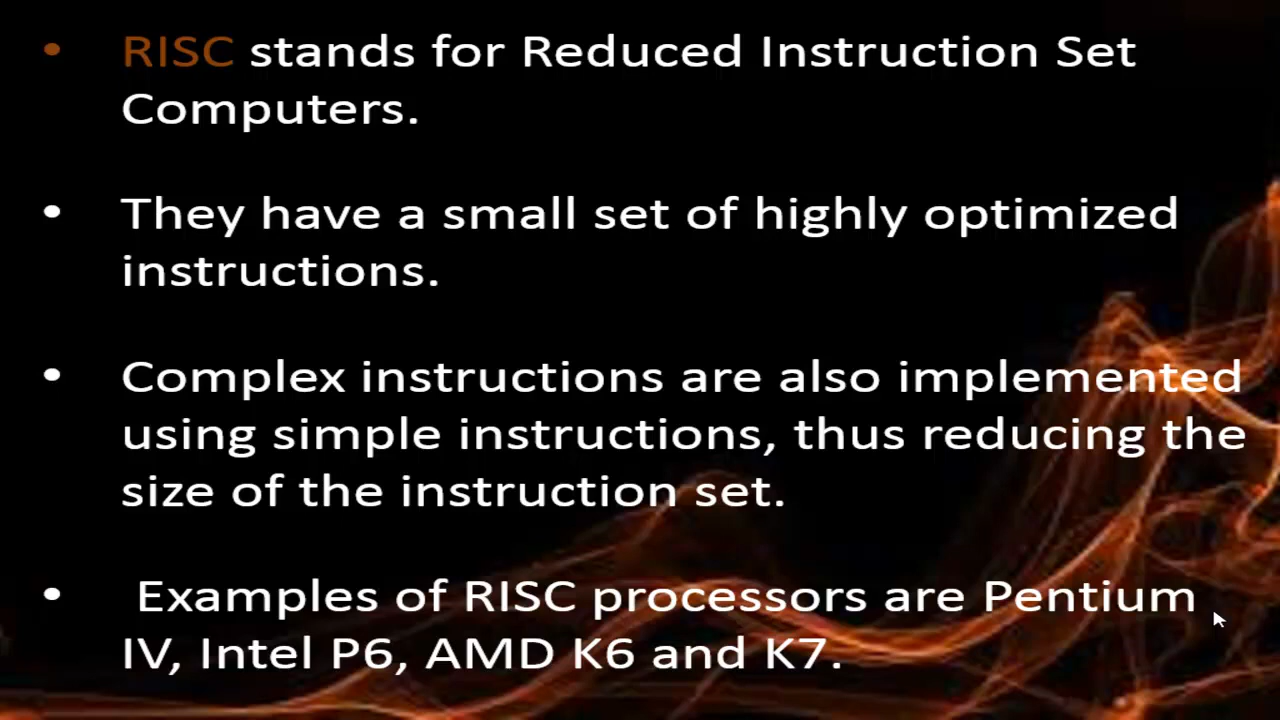 • RISC stands for Reduced Instruction Set
Computers.
• They have a small set of highly optimized
instructions.
• Complex instructions are also implemented
using simple instructions, thus reducing the
size of the instruction set.
• Examples of RISC processors are Pentium
IV, Intel P6, AMD K6 and K7.